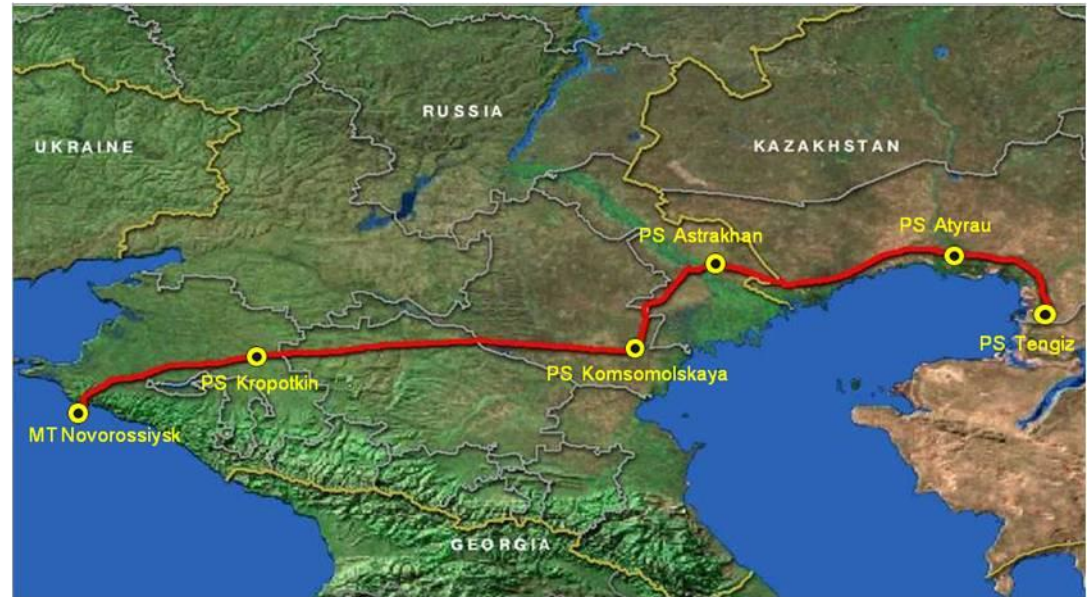 RUSSIA
UKRAINE
KAZAKHSTAN
PS Atyrau
PS Astrakhan
PS Tengiz
PS Komsomolskaya
PS Kropotkin
MT Novorossiysk
GEORGIA